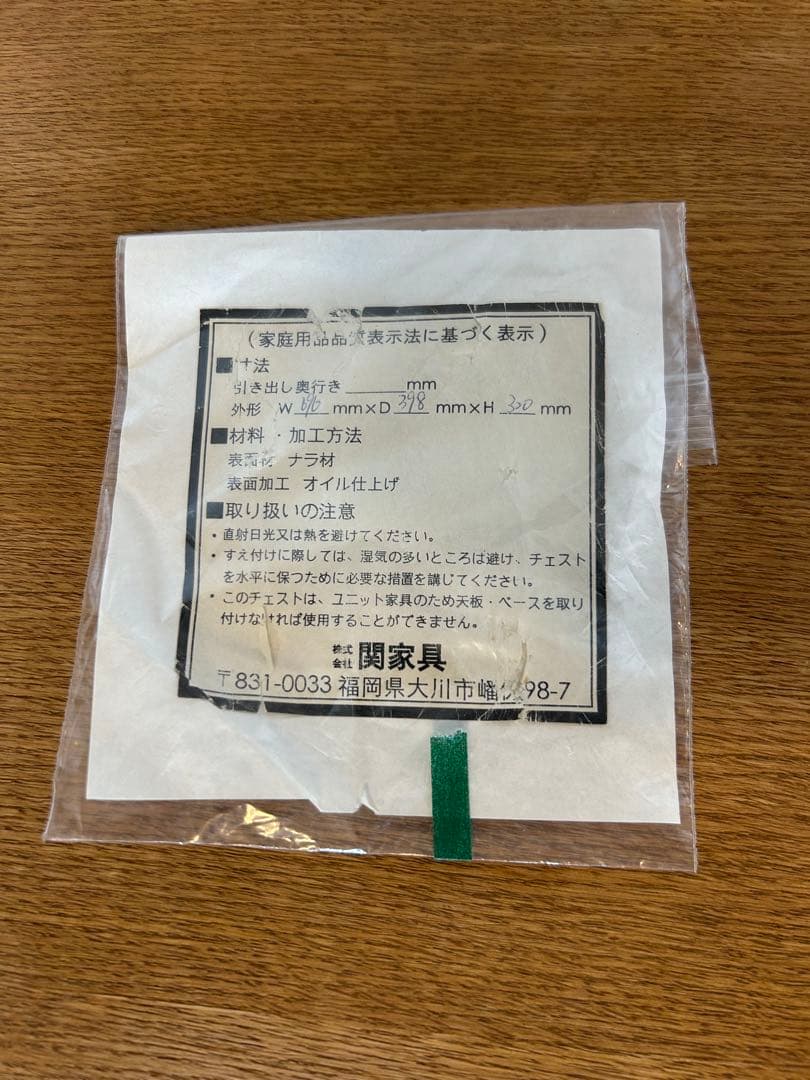 (家庭用品品質表示法に基づく表示)
■寸法
引き出し奥行き ______mm
外形 W mm×D 398 mm×H mm
■材料・加工方法
表面材 ナラ材
表面加工 オイル仕上げ
■取り扱いの注意
・直射日光又は熱を避けてください。
・すえ付けに際しては、湿気の多いところは避け、チェスト
を水平に保つために必要な措置を講じてください。
・このチェストは、ユニット家具のため天板・ベースを取り
付けなければ使用することができません。
株式会社 関家具
〒831-0033 福岡県大川市幡保98-7